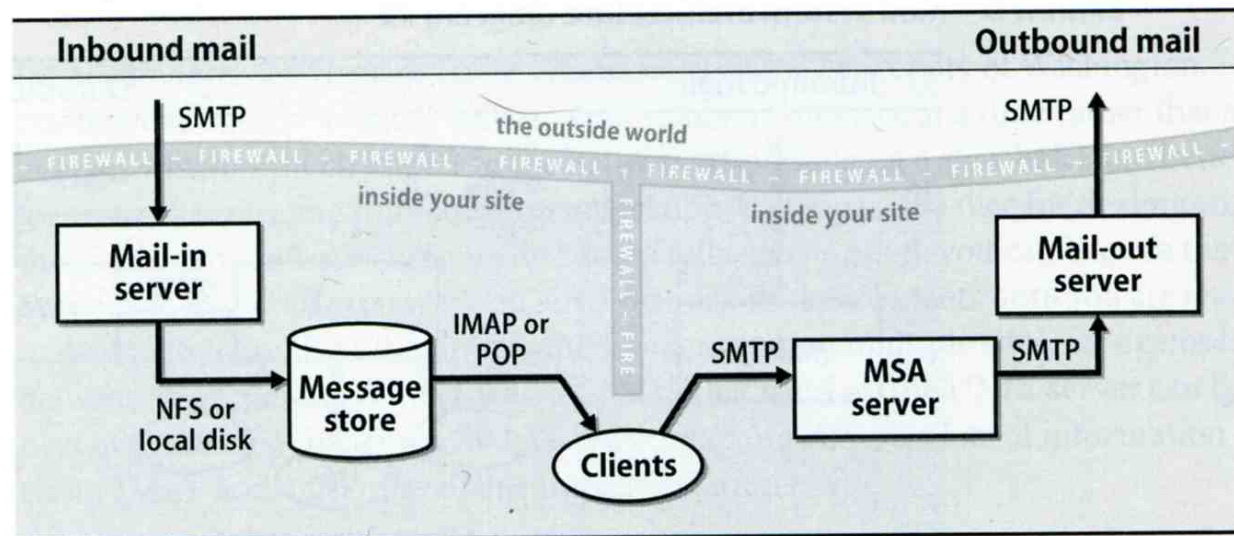 Inbound mail
Outbound mail
SMTP
SMTP
the outside world
- FIREWALL - FIREWALL - FIREWALL - FIREWALL - FIREWALL - FIREWALL - FIREWALL - FIREWALL -
inside your site
inside your site
FIREWALL - FIRE
Mail-in
server
Mail-out
server
IMAP or
POP
SMTP
SMTP
Message
store
MSA
server
NFS or
local disk
Clients